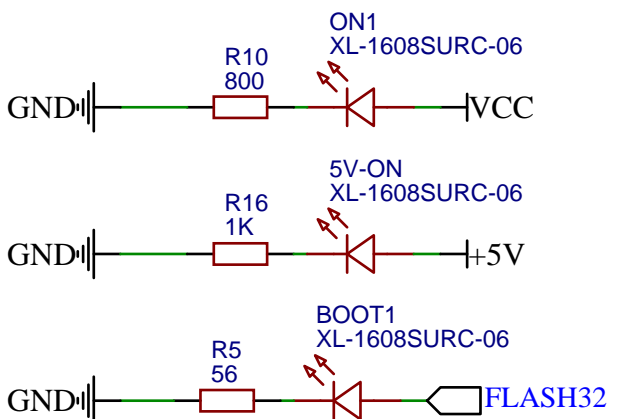 ON1
XL-1608SURC-06
R10
800
GND
VCC
5V-ON
XL-1608SURC-06
R16
1K
GND
+5V
BOOT1
XL-1608SURC-06
R5
56
GND
FLASH32